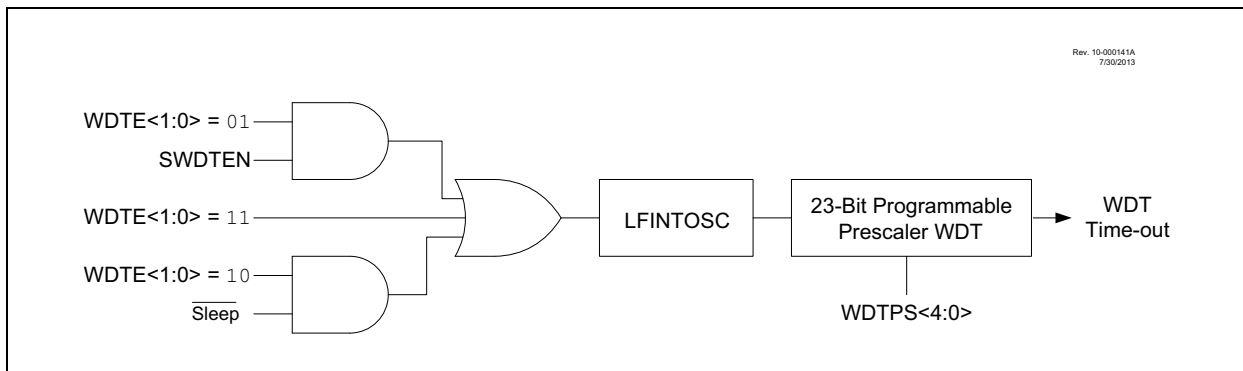 Rev. 10-000141A
7/30/2013
WDTE<1:0> = 01
SWDTEN
WDTE<1:0> = 11
WDTE<1:0> = 10
Sleep
LFINTOSC
23-Bit Programmable
Prescaler WDT
WDTPS<4:0>
WDT
Time-out